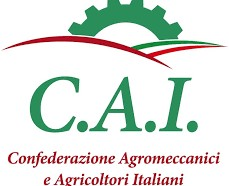 C.A.I.
Confederazione Agromeccanici
e Agricoltori Italiani